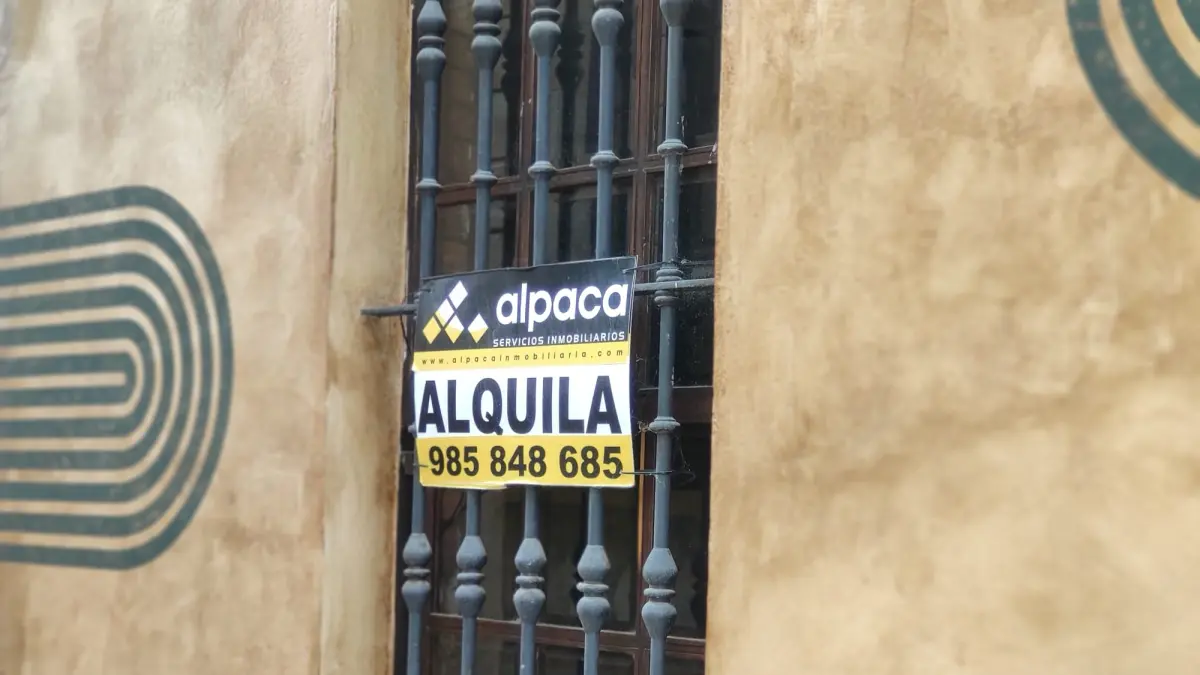 alpaca
SERVICIOS INMOBILIARIOS
www.alpacainmobiliaria.com
ALQUILA
985 848 685